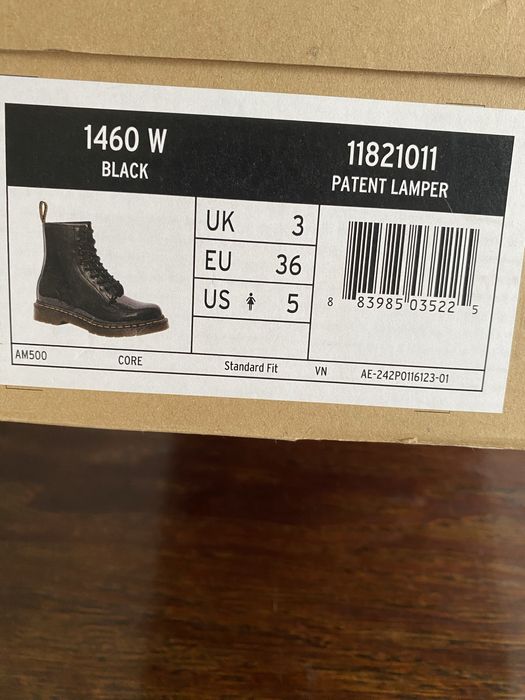 1460 W
BLACK
11821011
PATENT LAMPER
UK 3
EU 36
US 5
8 83985 03522 5
AM500 CORE Standard Fit VN AE-242P0116123-01